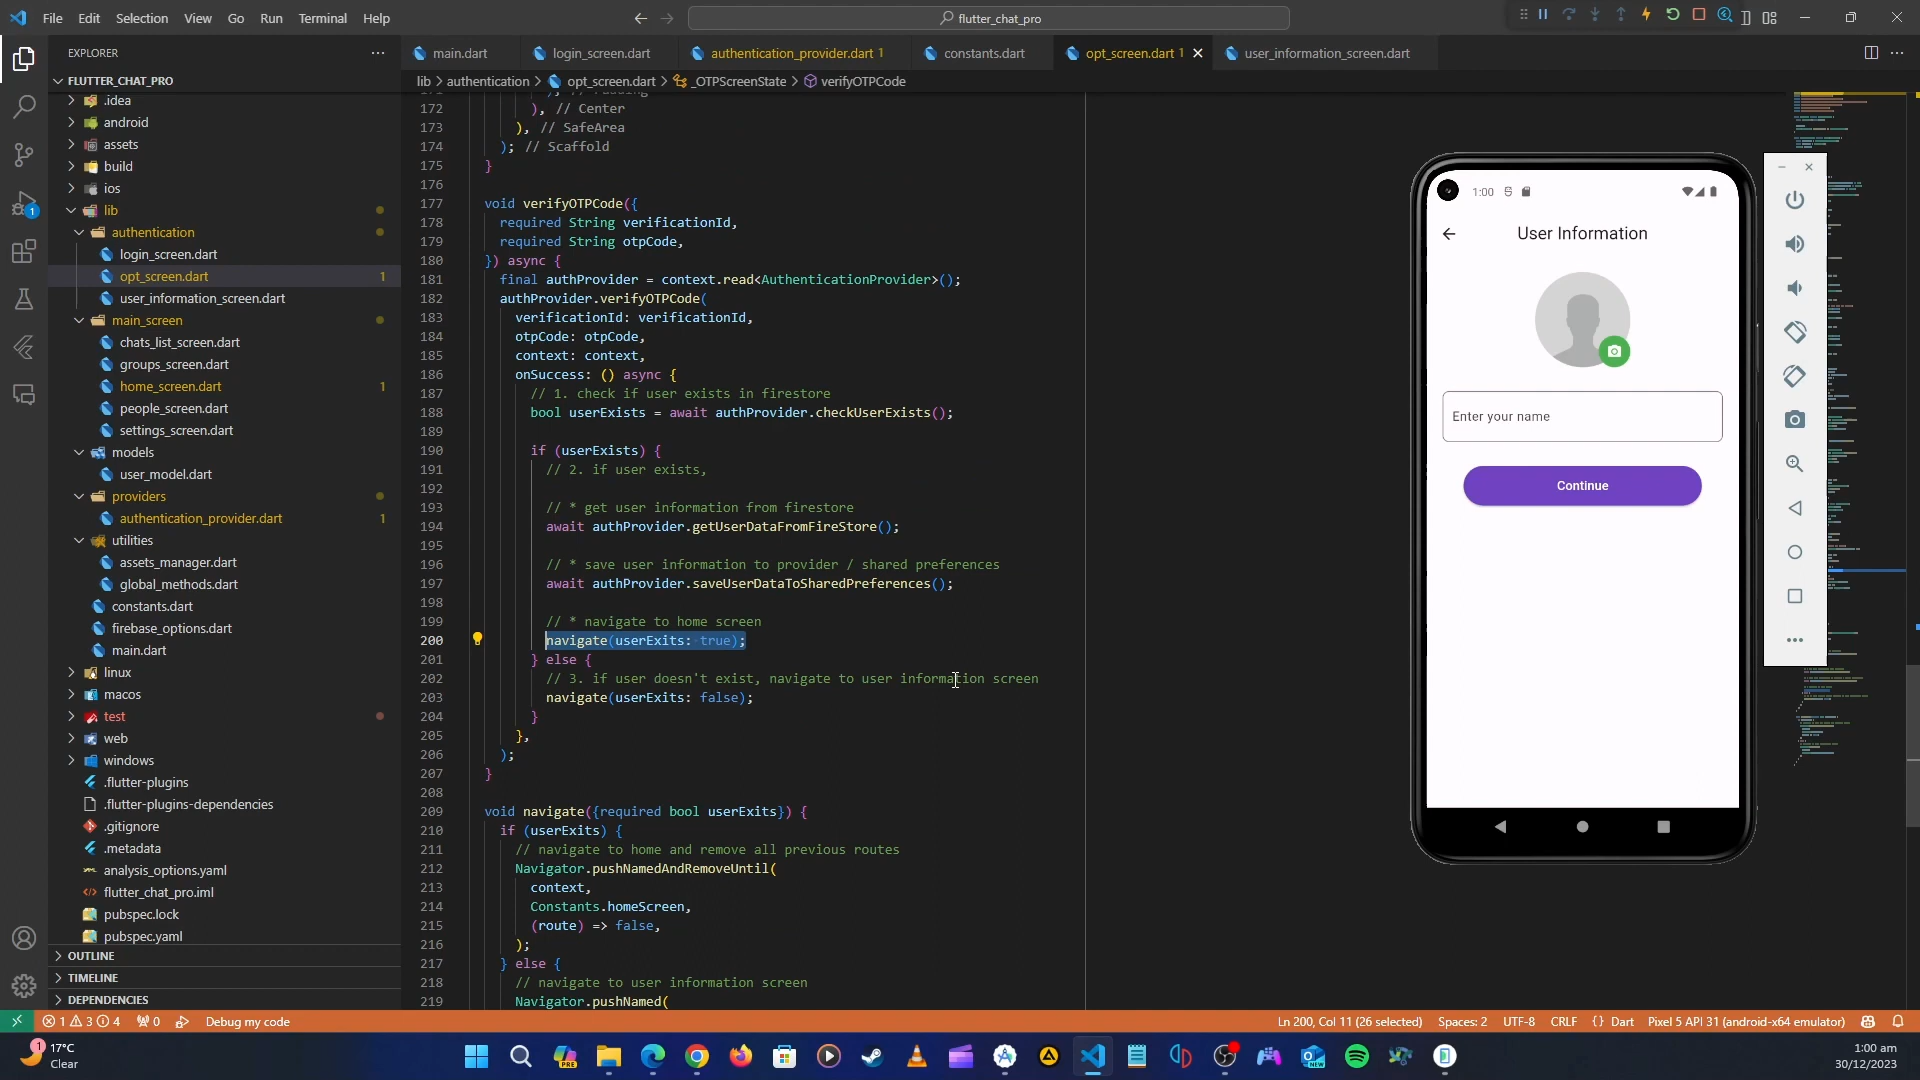 File Edit Selection View Go Run Terminal Help
flutter_chat_pro
EXPLORER
main.dart
login_screen.dart
authentication_provider.dart 1
constants.dart
opt_screen.dart 1
user_information_screen.dart
lib > authentication > opt_screen.dart > _OTPScreenState > verifyOTPCode
FLUTTER_CHAT_PRO
.idea
android
assets
build
ios
lib
authentication
login_screen.dart
opt_screen.dart 1
user_information_screen.dart
main_screen
chats_list_screen.dart
groups_screen.dart
home_screen.dart 1
people_screen.dart
settings_screen.dart
models
user_model.dart
providers
authentication_provider.dart 1
utilities
assets_manager.dart
global_methods.dart
constants.dart
firebase_options.dart
main.dart
linux
macos
test
web
windows
.flutter-plugins
.flutter-plugins-dependencies
.gitignore
.metadata
analysis_options.yaml
flutter_chat_pro.iml
pubspec.lock
pubspec.yaml
OUTLINE
TIMELINE
DEPENDENCIES
172 ), // Center
173 ), // SafeArea
174 ); // Scaffold
175 }
176
177 void verifyOTPCode({
178 required String verificationId,
179 required String otpCode,
180 }) async {
181 final authProvider = context.read<AuthenticationProvider>();
182 authProvider.verifyOTPCode(
183 verificationId: verificationId,
184 otpCode: otpCode,
185 context: context,
186 onSuccess: () async {
187 // 1. check if user exists in firestore
188 bool userExists = await authProvider.checkUserExists();
189
190 if (userExists) {
191 // 2. if user exists,
192
193 // * get user information from firestore
194 await authProvider.getUserDataFromFireStore();
195
196 // * save user information to provider / shared preferences
197 await authProvider.saveUserDataToSharedPreferences();
198
199 // * navigate to home screen
200 navigate(userExits: true);
201 } else {
202 // 3. if user doesn't exist, navigate to user information screen
203 navigate(userExits: false);
204 }
205 },
206 );
207 }
208
209 void navigate({required bool userExits}) {
210 if (userExits) {
211 // navigate to home and remove all previous routes
212 Navigator.pushNamedAndRemoveUntil(
213 context,
214 Constants.homeScreen,
215 (route) => false,
216 );
217 } else {
218 // navigate to user information screen
219 Navigator.pushNamed(
1:00
User Information
Enter your name
Continue
1 3 4 0 Debug my code
Ln 200, Col 11 (26 selected) Spaces: 2 UTF-8 CRLF {} Dart Pixel 5 API 31 (android-x64 emulator)
1
17°C
Clear
PRE
NEW
1:00 am
30/12/2023